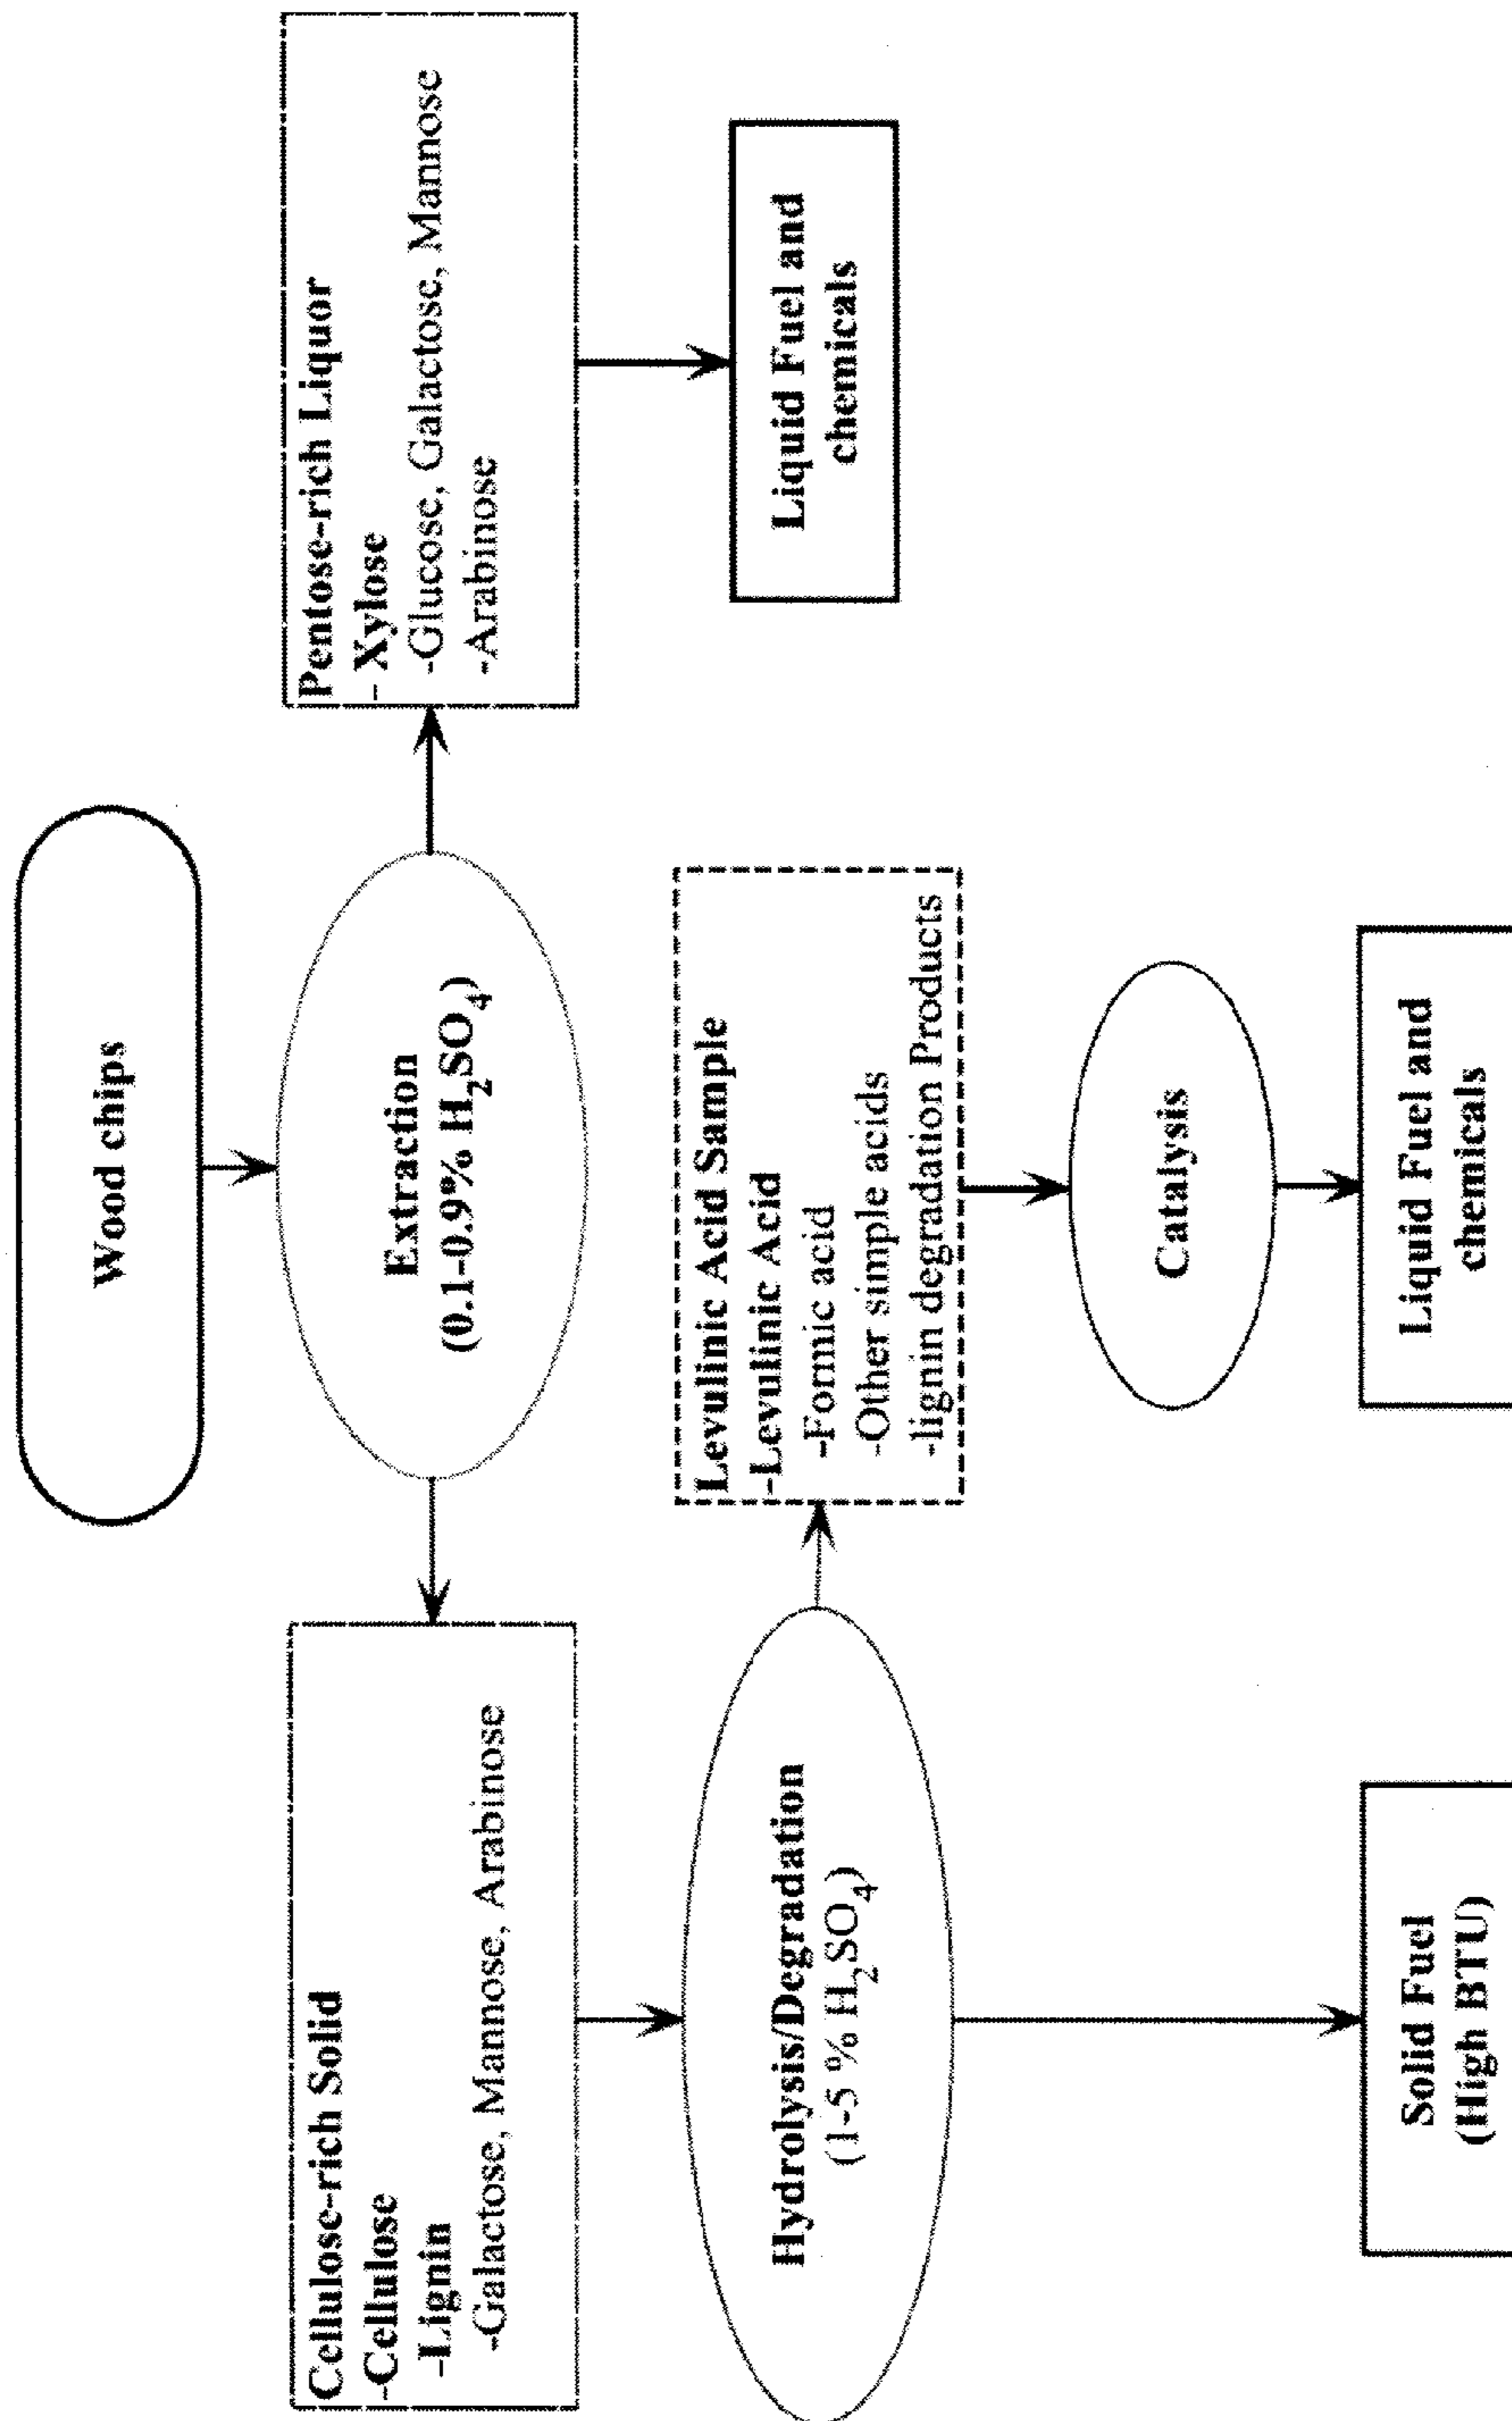 Wood chips
Extraction
(0.1-0.9% H2SO4)
Cellulose-rich Solid
-Cellulose
-Lignin
-Galactose, Mannose, Arabinose
Pentose-rich Liquor
- Xylose
-Glucose, Galactose, Mannose
-Arabinose
Hydrolysis/Degradation
(1-5 % H2SO4)
Levulinic Acid Sample
-Levulinic Acid
-Formic acid
-Other simple acids
-lignin degradation Products
Liquid Fuel and
chemicals
Catalysis
Solid Fuel
(High BTU)
Liquid Fuel and
chemicals